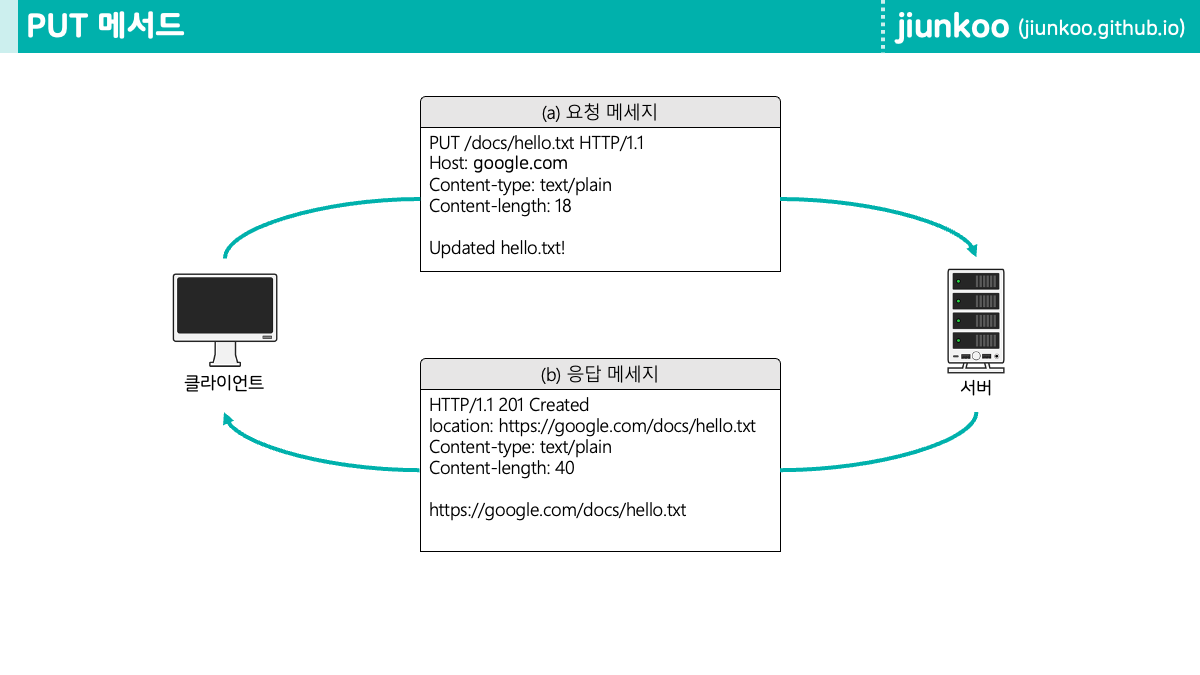 PUT 메서드
jiunkoo (jiunkoo.github.io)
(a) 요청 메세지
PUT /docs/hello.txt HTTP/1.1
Host: google.com
Content-type: text/plain
Content-length: 18
Updated hello.txt!
클라이언트
서버
(b) 응답 메세지
HTTP/1.1 201 Created
location: https://google.com/docs/hello.txt
Content-type: text/plain
Content-length: 40
https://google.com/docs/hello.txt